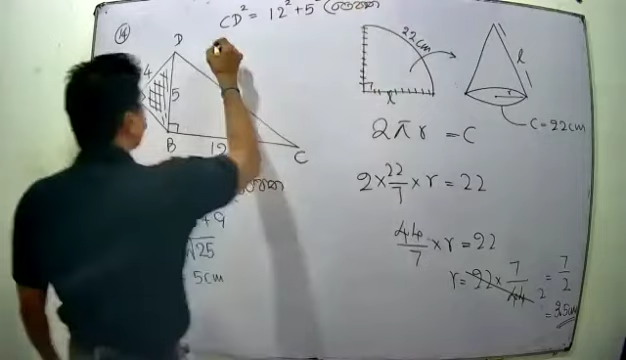 14
CD² = 12² + 5²
D
4
5
B
12
C
+9
√25
= 5cm
22cm
l
l
r
C = 22cm
2πr = C
2 × 22/7 × r = 22
44/7 × r = 22
r = 22 × 7/44 2 = 7/2
= 3.5cm